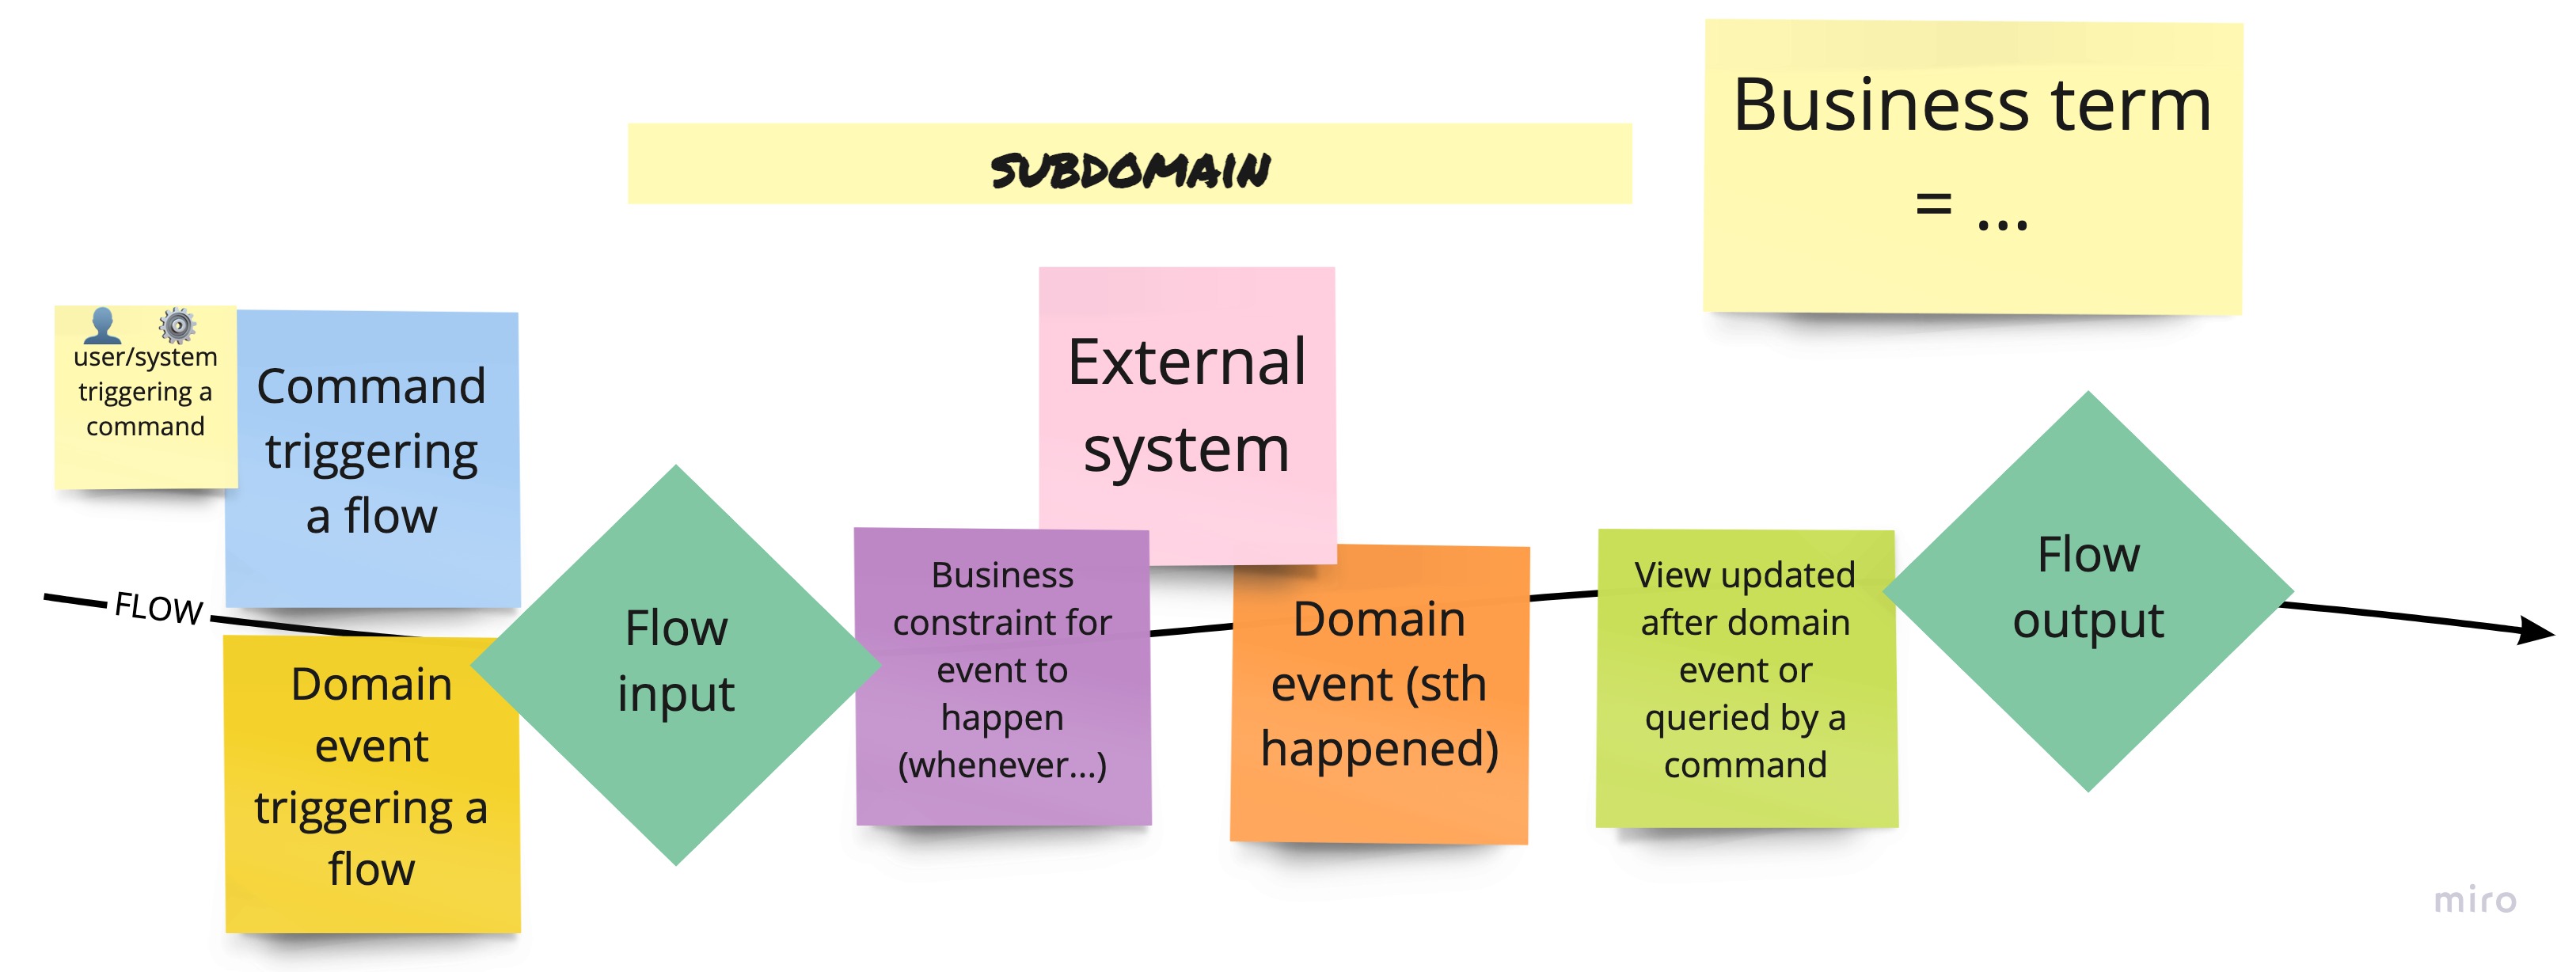 Business term
= ...
SUBDOMAIN
user/system
triggering a
command
Command
triggering
a flow
External
system
FLOW
Domain
event
triggering a
flow
Flow
input
Business
constraint for
event to
happen
(whenever...)
Domain
event (sth
happened)
View updated
after domain
event or
queried by a
command
Flow
output
miro